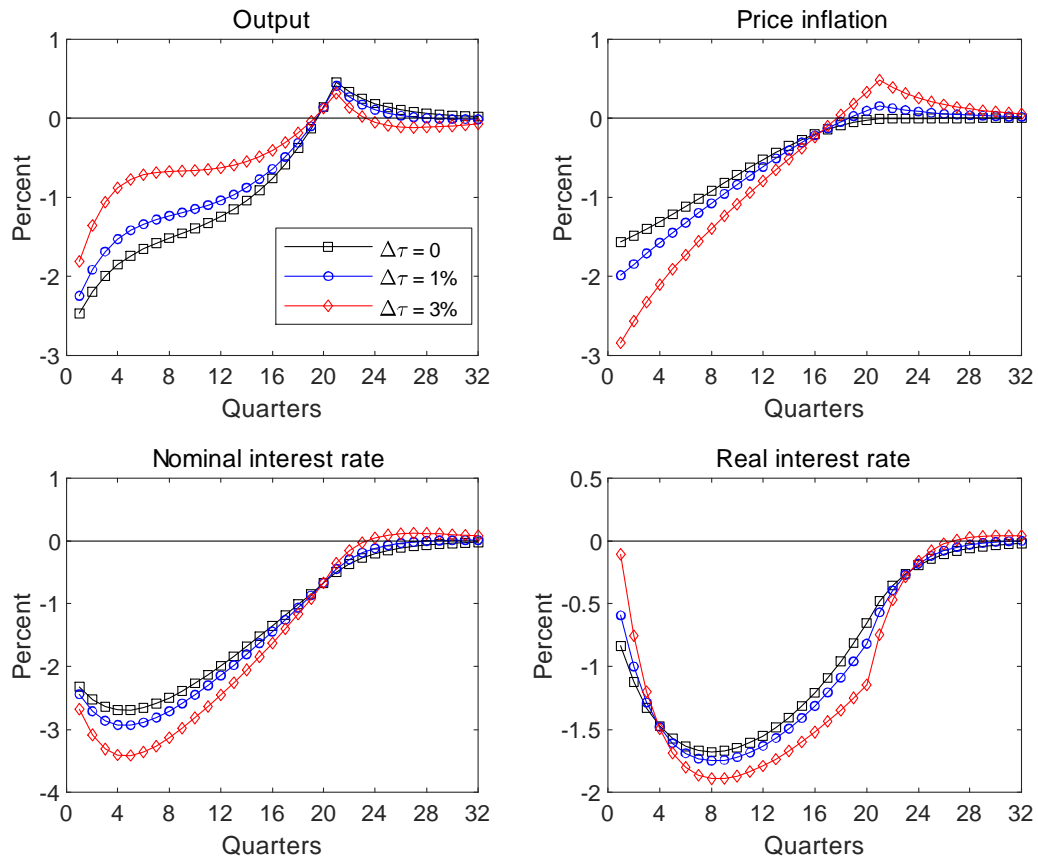 Output
1
0
-1
-2
-3
Percent
0 4 8 12 16 20 24 28 32
Quarters
Δτ = 0
Δτ = 1%
Δτ = 3%
Price inflation
1
0
-1
-2
-3
Percent
0 4 8 12 16 20 24 28 32
Quarters
Nominal interest rate
1
0
-1
-2
-3
-4
Percent
0 4 8 12 16 20 24 28 32
Quarters
Real interest rate
0.5
0
-0.5
-1
-1.5
-2
Percent
0 4 8 12 16 20 24 28 32
Quarters